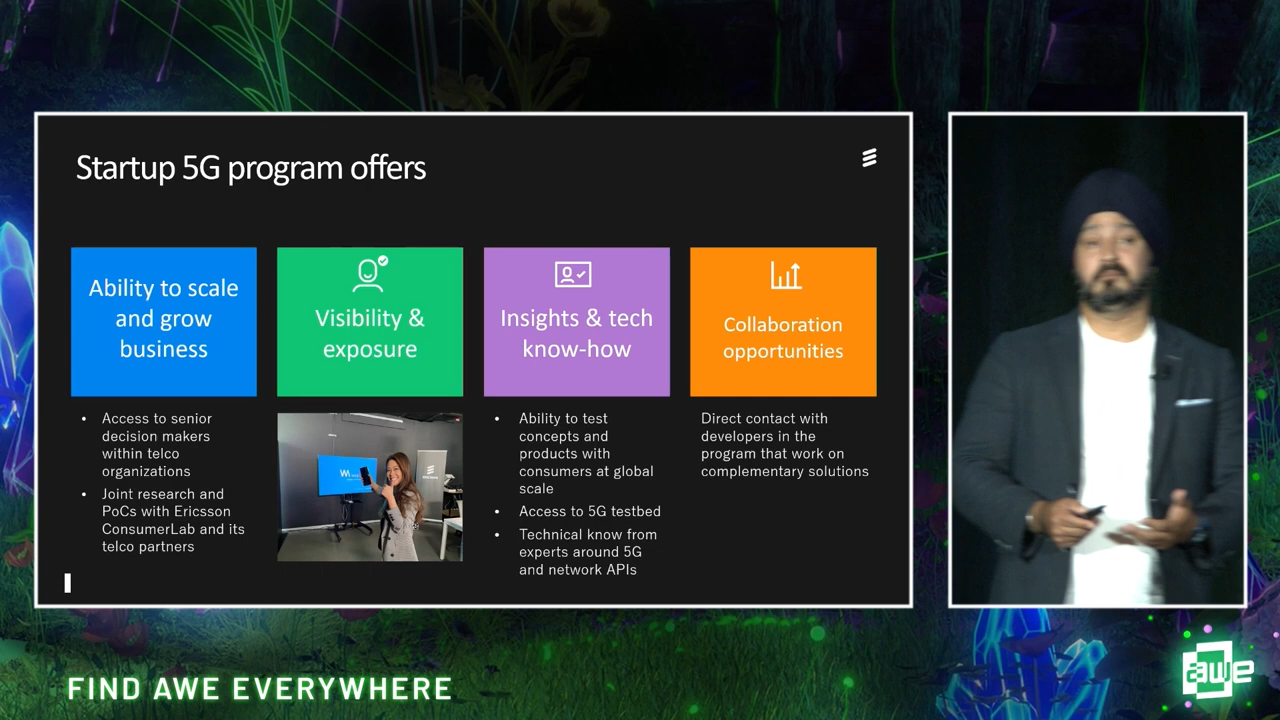 Startup 5G program offers
Ability to scale
and grow
business
Visibility &
exposure
Insights & tech
know-how
Collaboration
opportunities
• Access to senior
decision makers
within telco
organizations
• Joint research and
PoCs with Ericsson
ConsumerLab and its
telco partners
• Ability to test
concepts and
products with
consumers at global
scale
• Access to 5G testbed
• Technical know from
experts around 5G
and network APIs
Direct contact with
developers in the
program that work on
complementary solutions
FIND AWE EVERYWHERE
awe